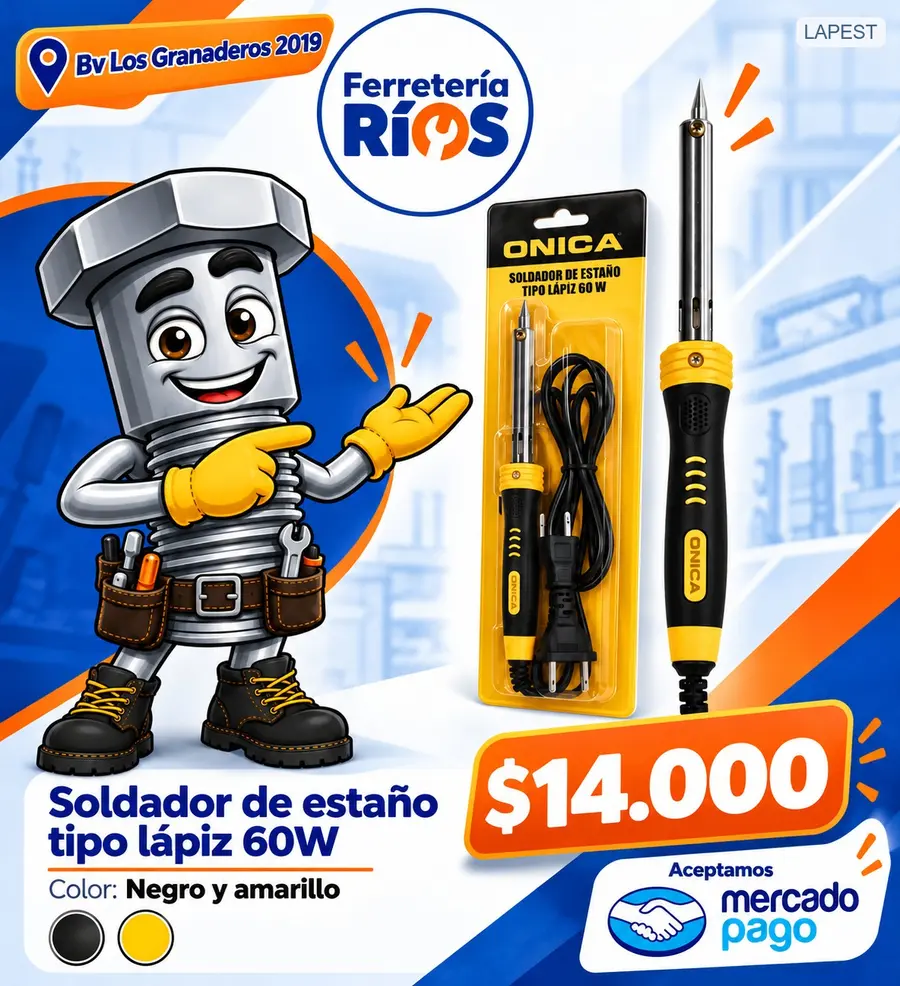 Bv Los Granaderos 2019
Ferretería
RÍOS
LAPEST
ONICA
SOLDADOR DE ESTAÑO
TIPO LÁPIZ 60 W
ONICA
ONICA
$14.000
Soldador de estaño
tipo lápiz 60W
Color: Negro y amarillo
Aceptamos
mercado
pago